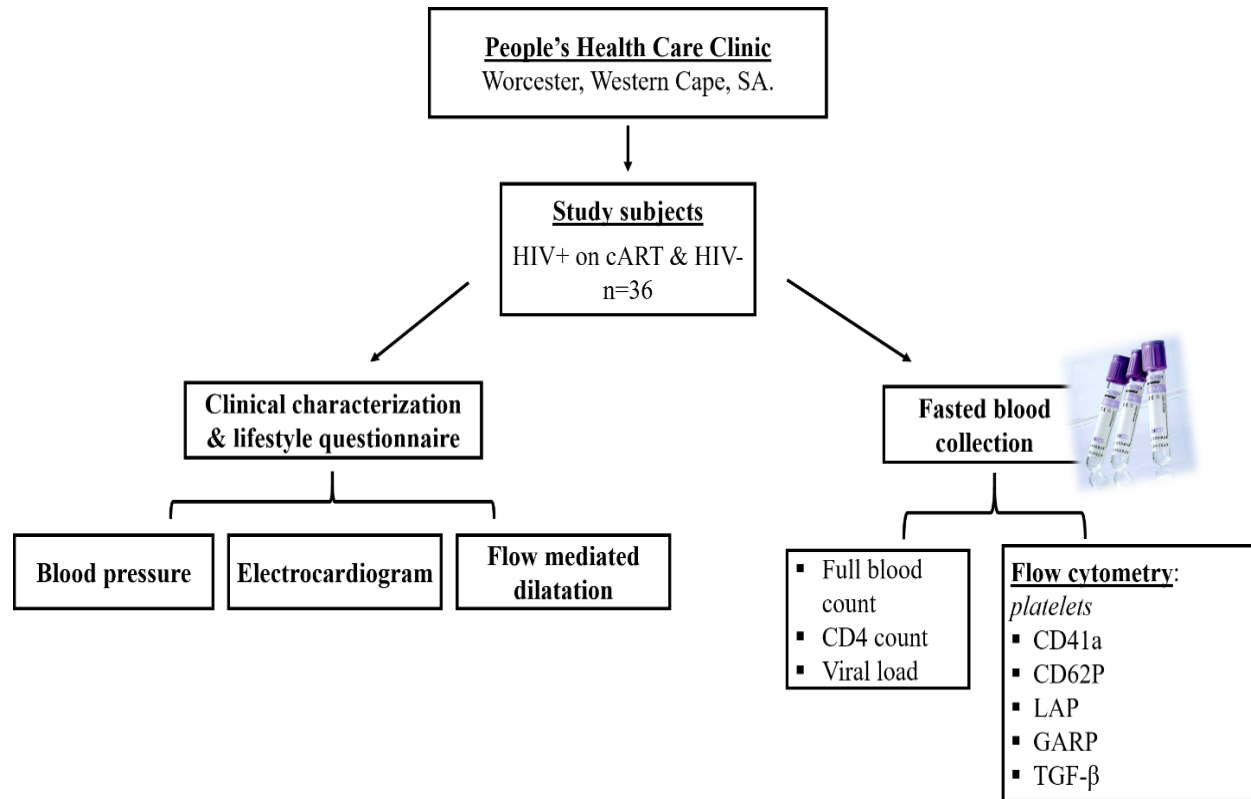 People’s Health Care Clinic
Worcester, Western Cape, SA.
Study subjects
HIV+ on cART & HIV-
n=36
Clinical characterization
& lifestyle questionnaire
Blood pressure
Electrocardiogram
Flow mediated
dilatation
Fasted blood
collection
▪ Full blood
count
▪ CD4 count
▪ Viral load
Flow cytometry:
platelets
▪ CD41a
▪ CD62P
▪ LAP
▪ GARP
▪ TGF-β